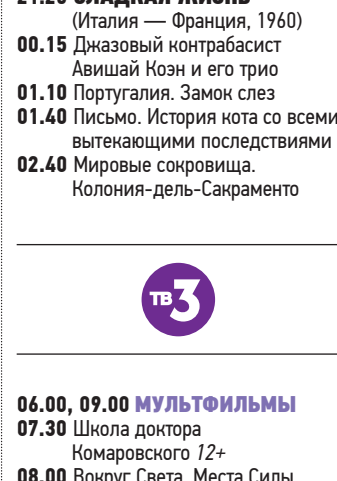 (Италия — Франция, 1960)
00.15 Джазовый контрабасист
Авишай Коэн и его трио
01.10 Португалия. Замок слез
01.40 Письмо. История кота со всеми
вытекающими последствиями
02.40 Мировые сокровища.
Колония-дель-Сакраменто
ТВ3
06.00, 09.00 МУЛЬТФИЛЬМЫ
07.30 Школа доктора
Комаровского 12+
08.00 Вокруг Света. Места Силы